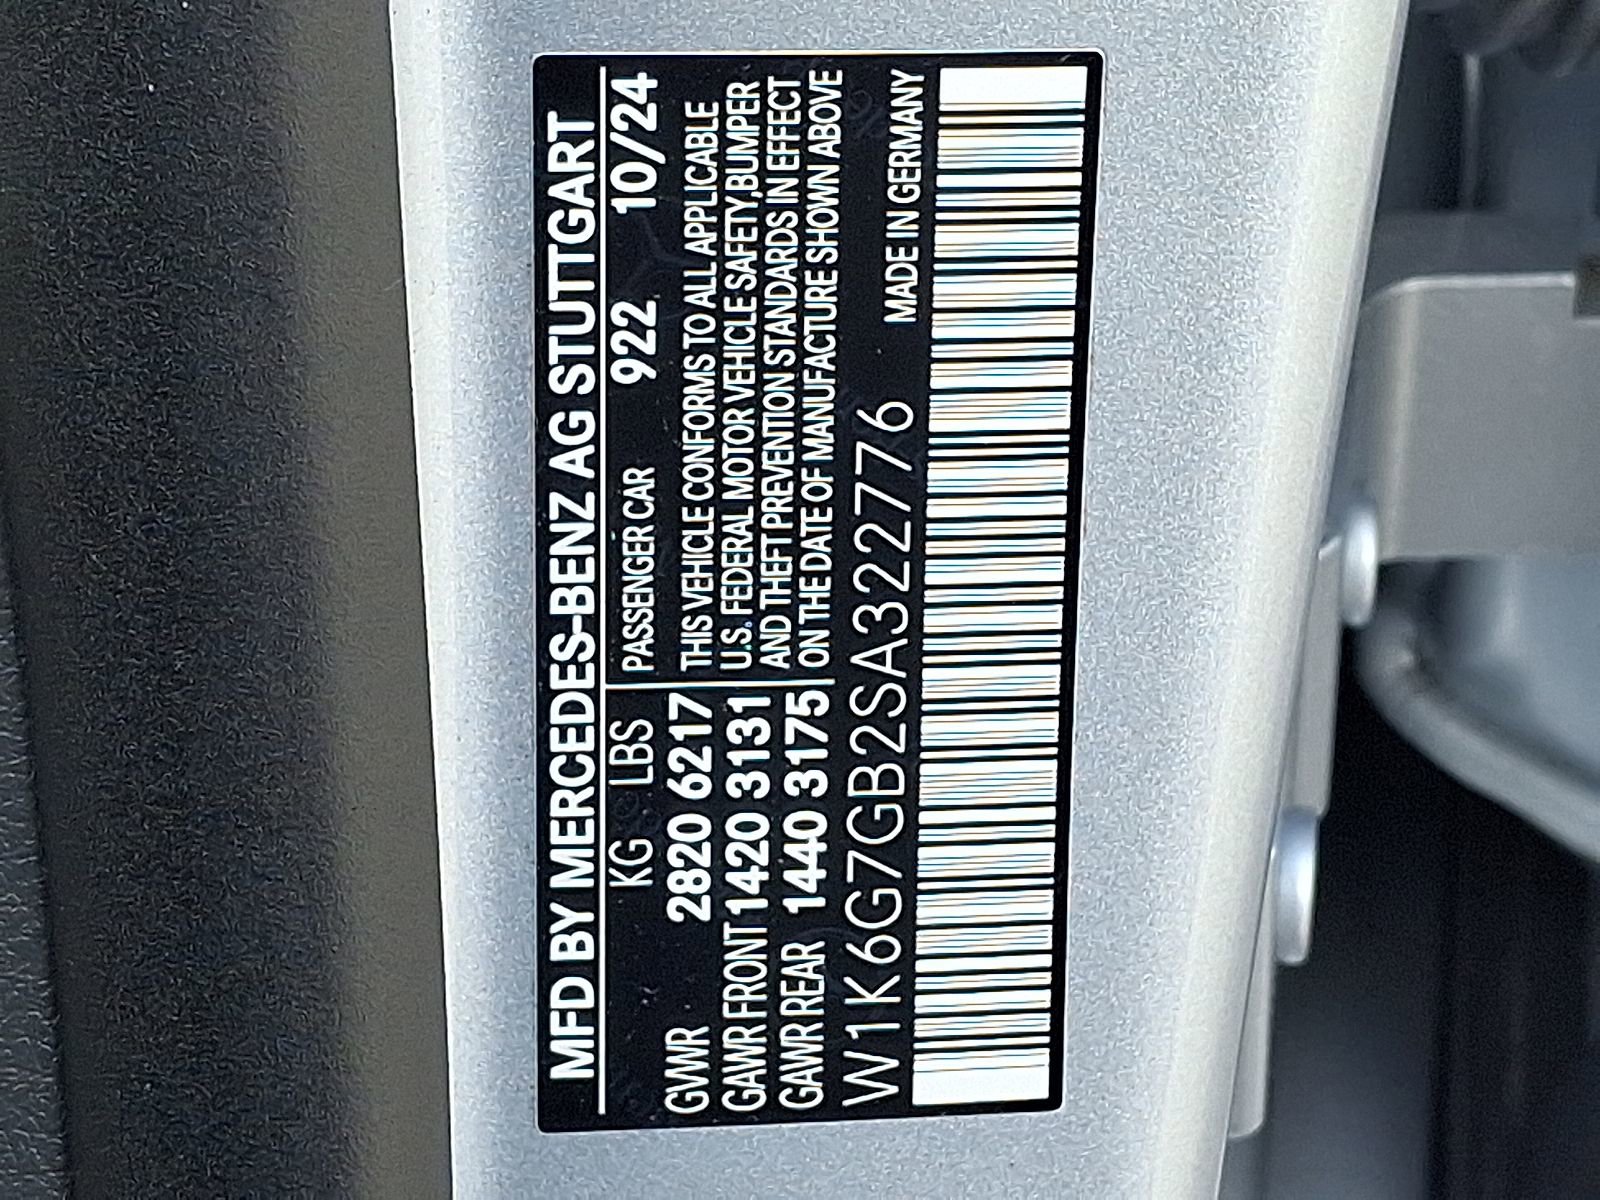 MFD BY MERCEDES-BENZ AG STUTTGART
KG LBS PASSENGER CAR 922 10/24
GVWR 2820 6217
GAWR FRONT 1420 3131
GAWR REAR 1440 3175
THIS VEHICLE CONFORMS TO ALL APPLICABLE
U.S. FEDERAL MOTOR VEHICLE SAFETY, BUMPER
AND THEFT PREVENTION STANDARDS IN EFFECT
ON THE DATE OF MANUFACTURE SHOWN ABOVE
W1K6G7GB2SA322776 MADE IN GERMANY